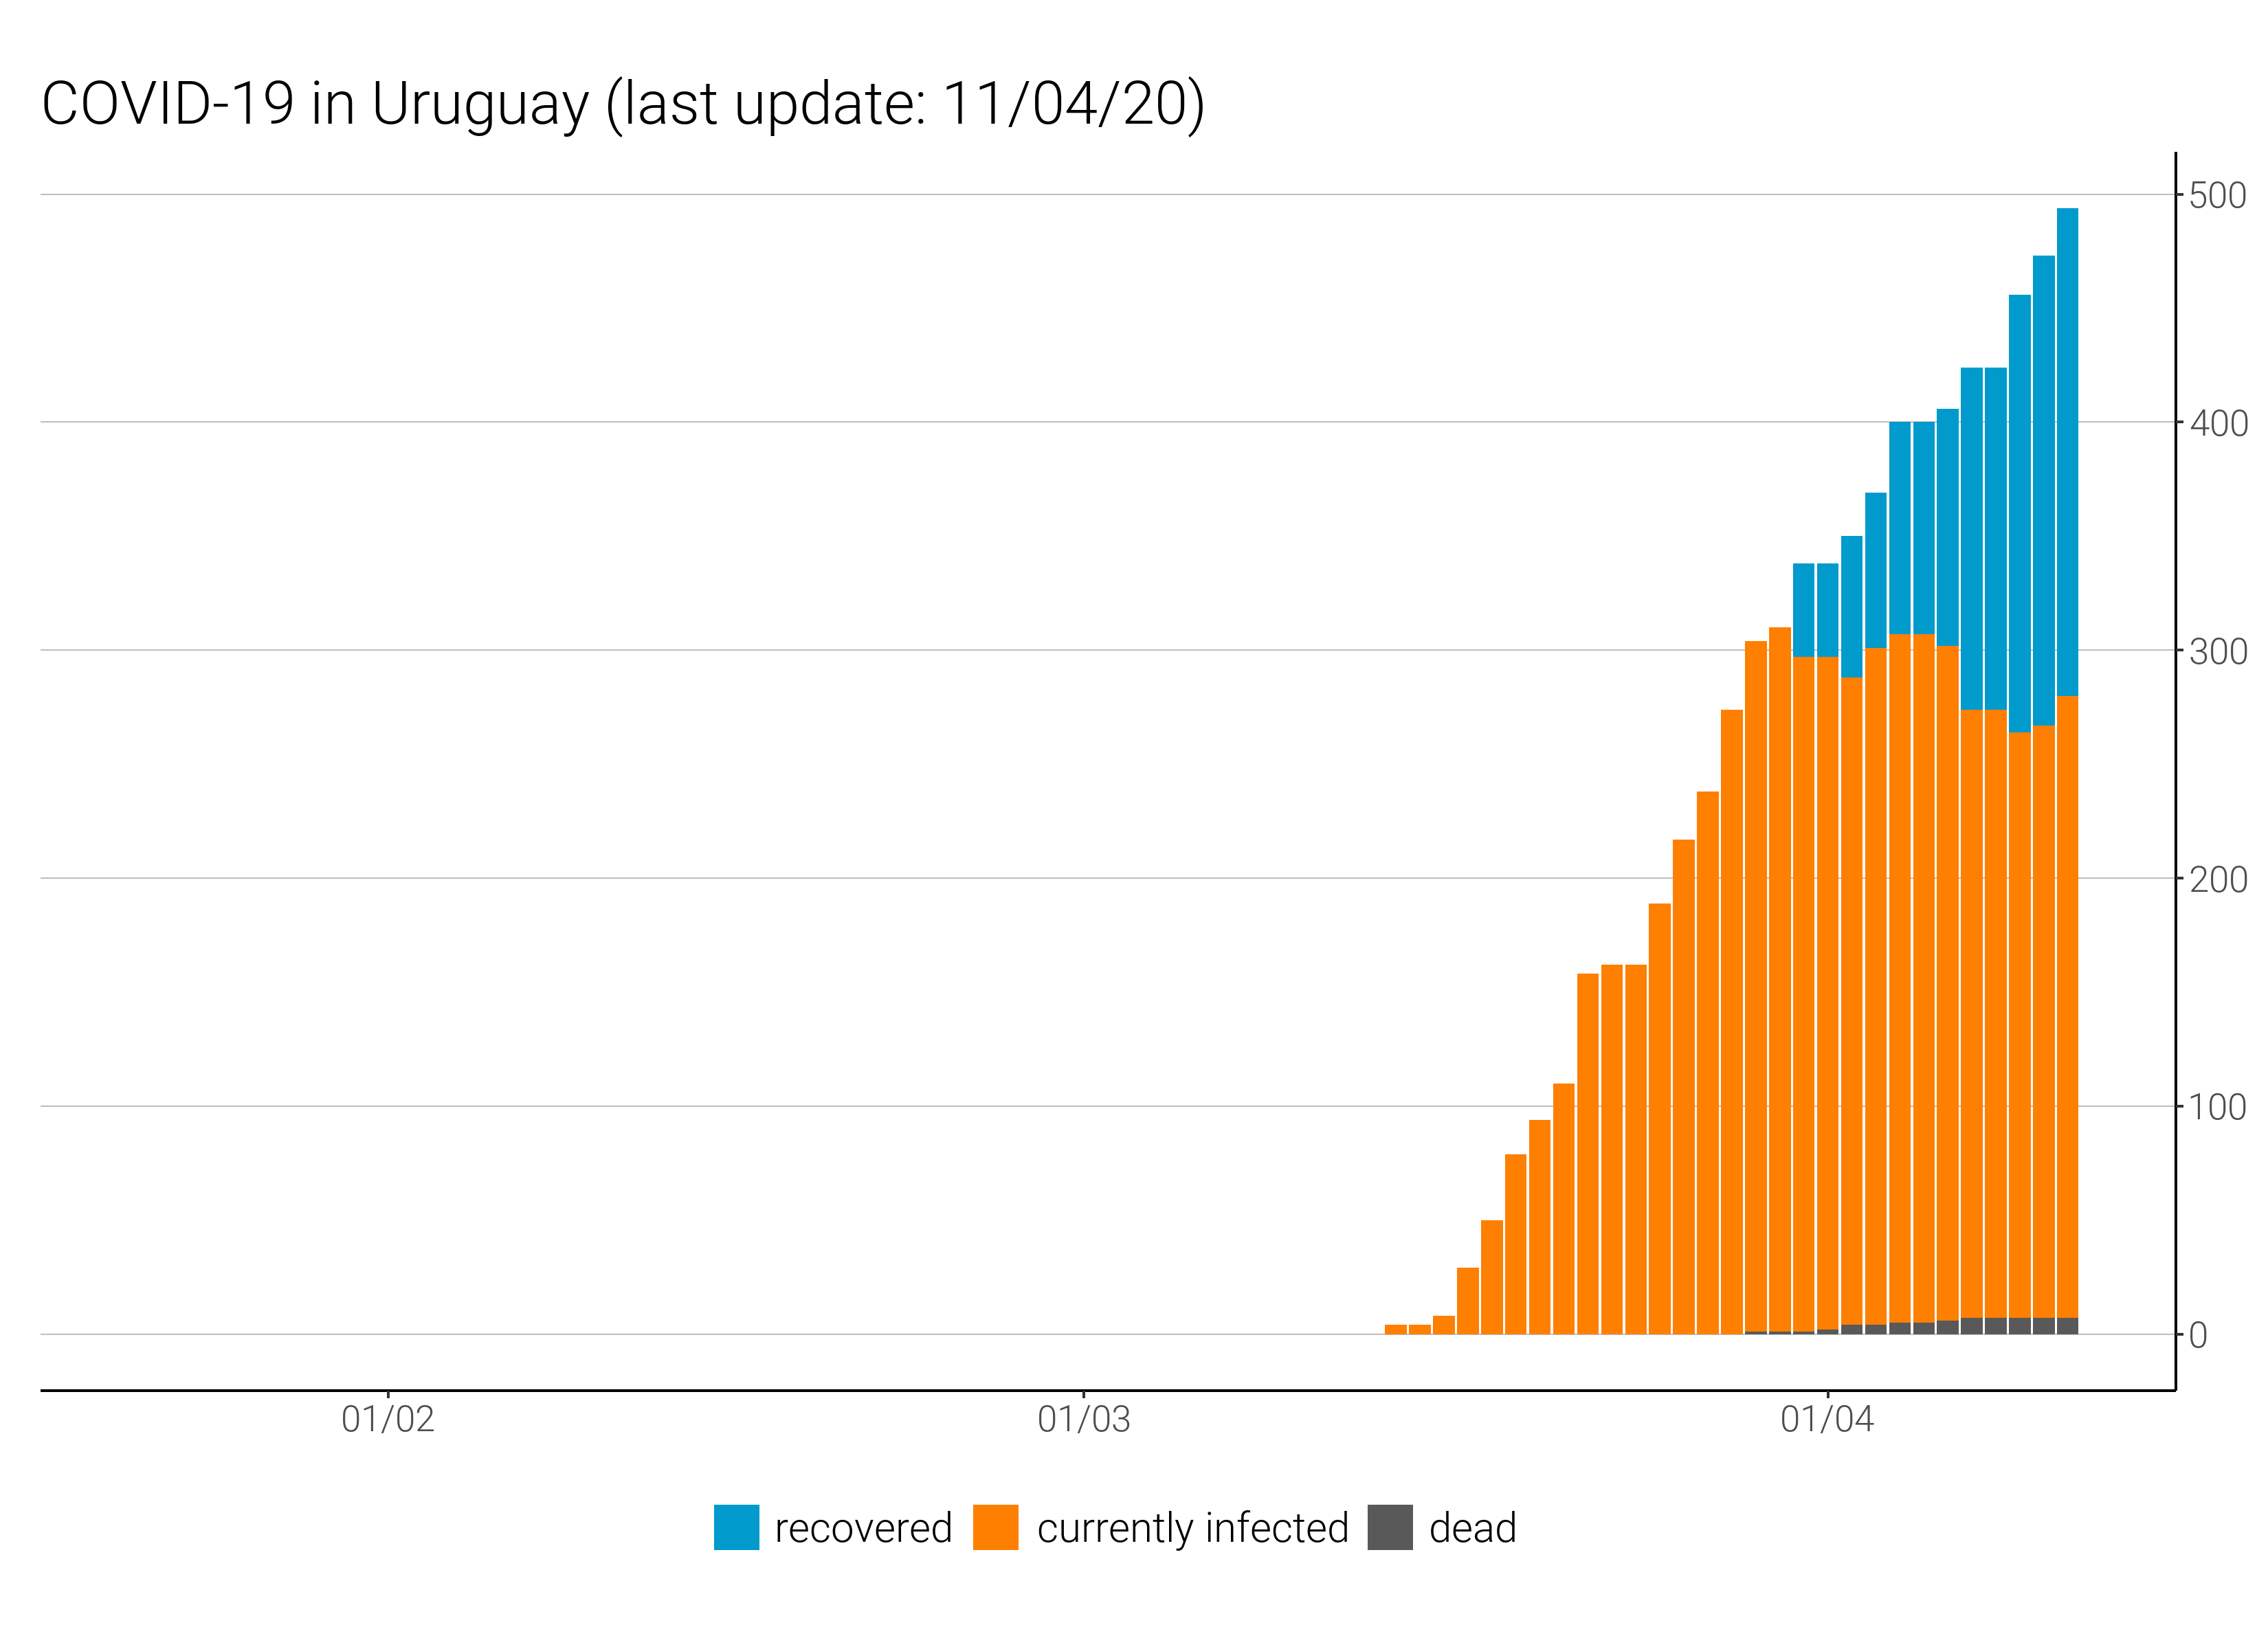 COVID-19 in Uruguay (last update: 11/04/20)
500
400
300
200
100
0
01/02 01/03 01/04
recovered currently infected dead